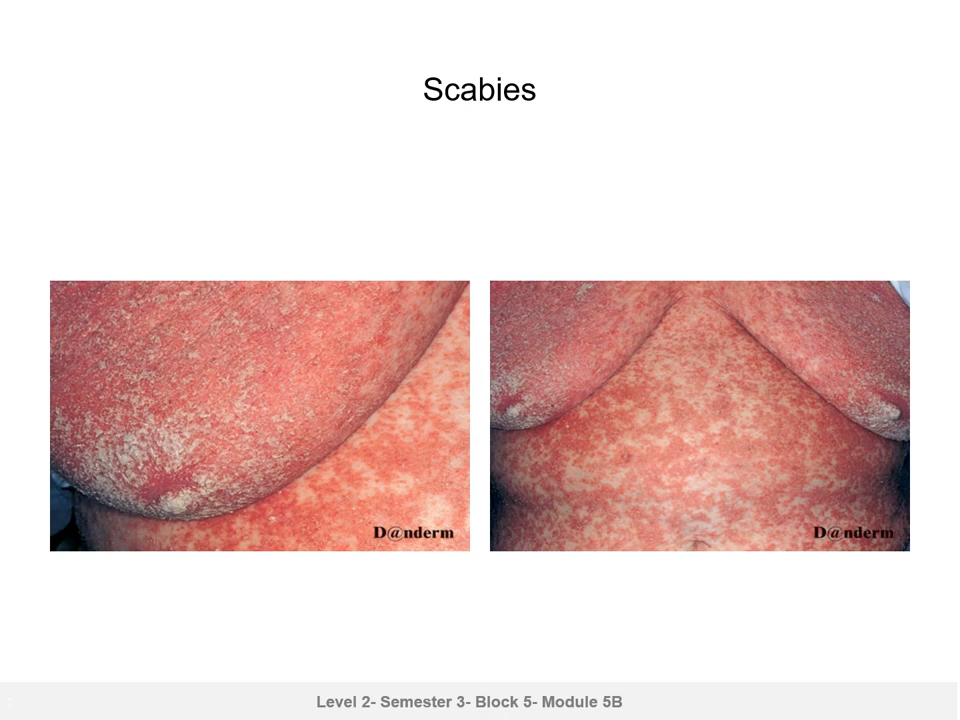 Scabies
D@nderm
D@nderm
Level 2- Semester 3- Block 5- Module 5B